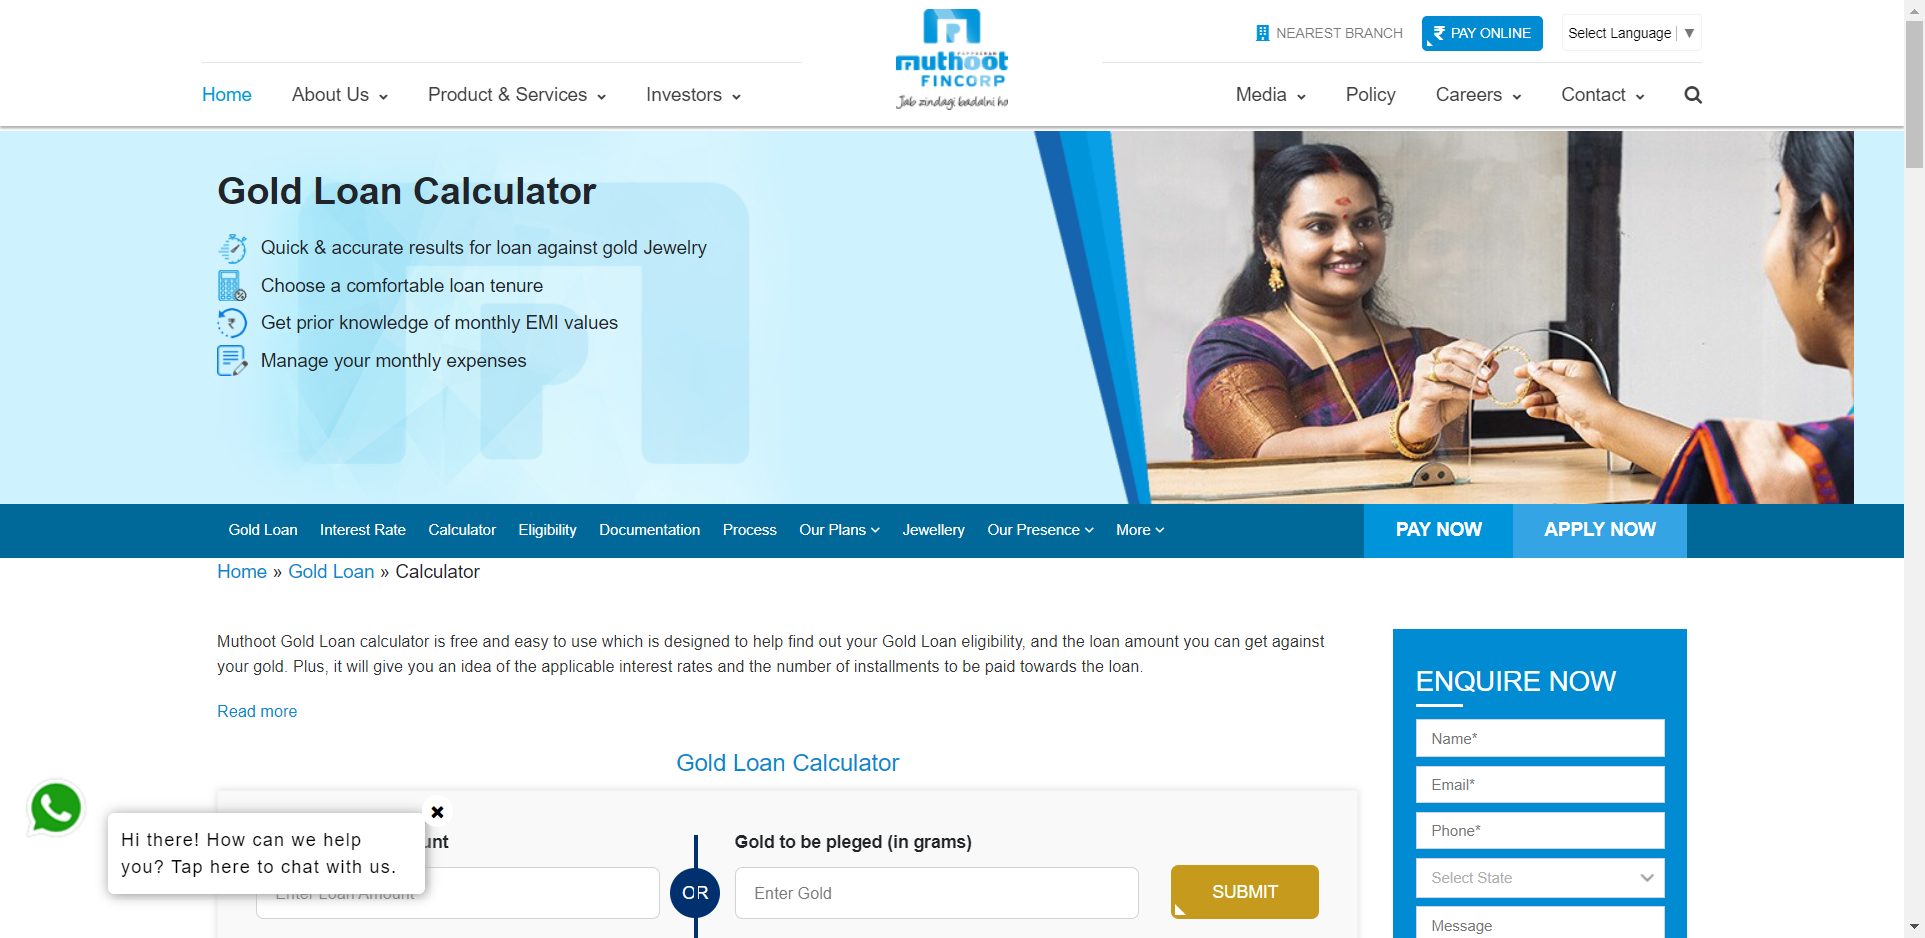 NEAREST BRANCH
PAY ONLINE
Select Language ▼
muthoot
FINCORP
Jab zindagi badalni ho
Home
About Us
Product & Services
Investors
Media
Policy
Careers
Contact
Gold Loan Calculator
Quick & accurate results for loan against gold Jewelry
Choose a comfortable loan tenure
Get prior knowledge of monthly EMI values
Manage your monthly expenses
Gold Loan
Interest Rate
Calculator
Eligibility
Documentation
Process
Our Plans
Jewellery
Our Presence
More
PAY NOW
APPLY NOW
Home » Gold Loan » Calculator
Muthoot Gold Loan calculator is free and easy to use which is designed to help find out your Gold Loan eligibility, and the loan amount you can get against
your gold. Plus, it will give you an idea of the applicable interest rates and the number of installments to be paid towards the loan.
Read more
Gold Loan Calculator
Hi there! How can we help
you? Tap here to chat with us.
unt
Enter Loan Amount
OR
Gold to be pleged (in grams)
Enter Gold
SUBMIT
ENQUIRE NOW
Name*
Email*
Phone*
Select State
Message